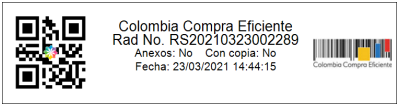 Colombia Compra Eficiente
Rad No. RS20210323002289
Anexos: No Con copia: No
Fecha: 23/03/2021 14:44:15
Colombia Compra Eficiente